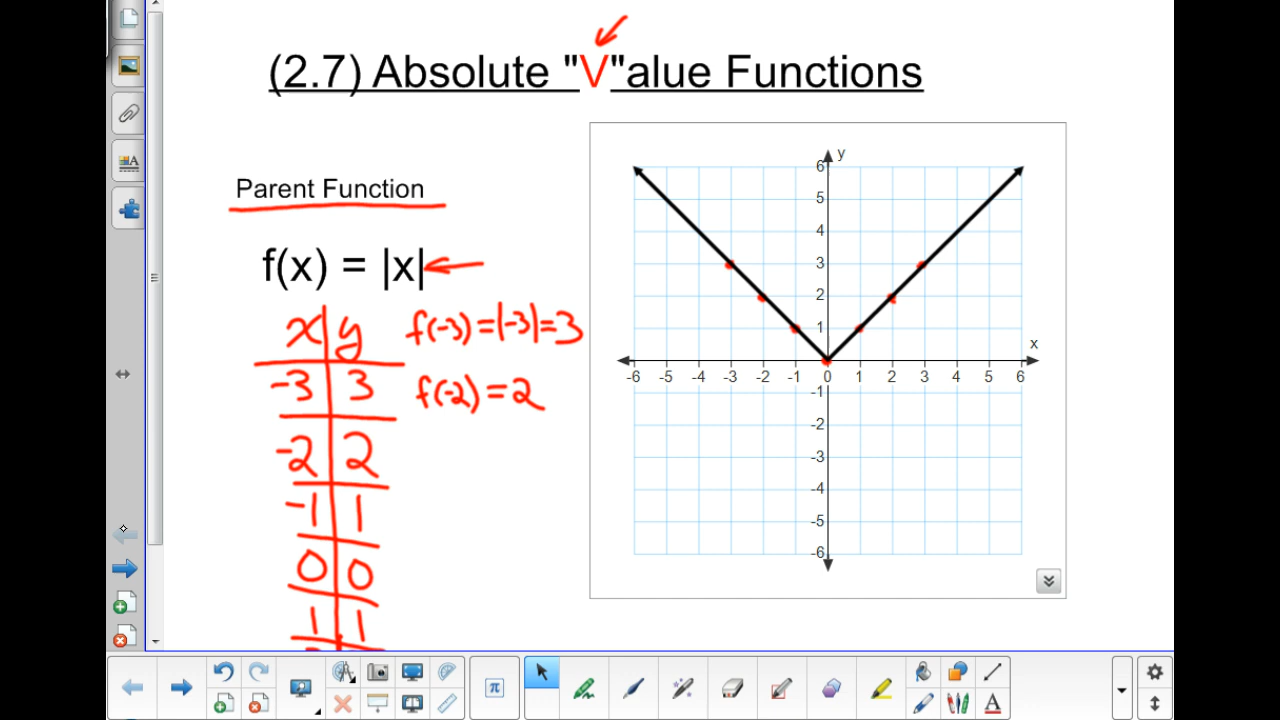 (2.7) Absolute "V"alue Functions
Parent Function
f(x) = |x|
x y
f(-3) = |-3| = 3
-3 3
f(-2) = 2
-2 2
-1 1
0 0
1 1
y
6
5
4
3
2
1
x
-6 -5 -4 -3 -2 -1 0 1 2 3 4 5 6
-1
-2
-3
-4
-5
-6
π
A
A